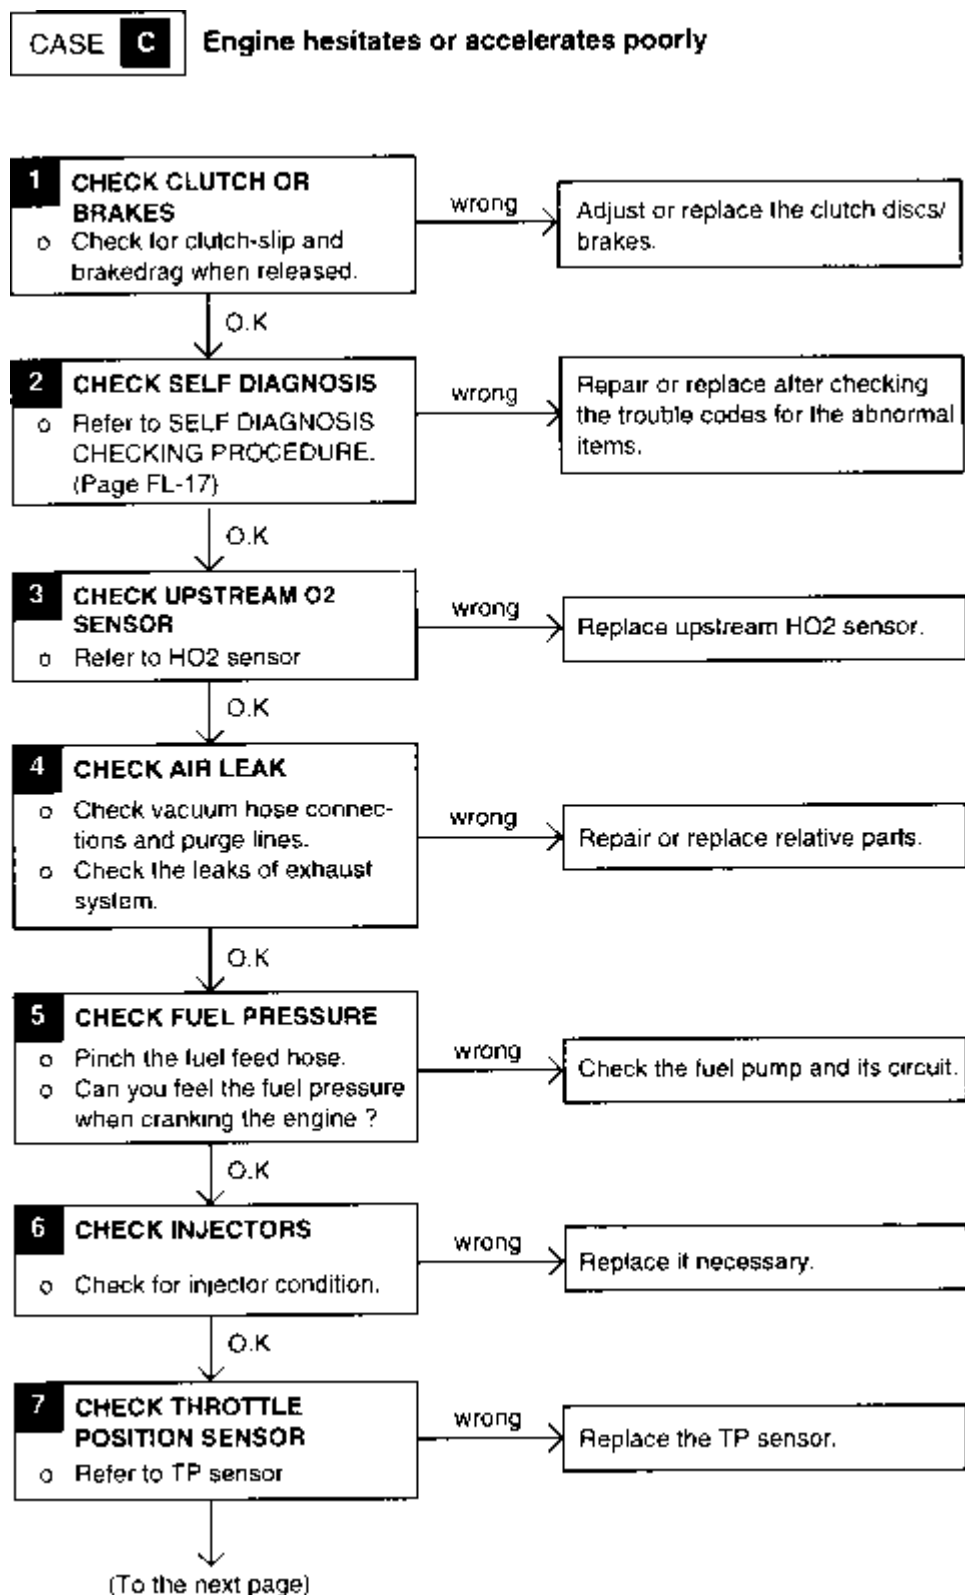 CASE C Engine hesitates or accelerates poorly
1 CHECK CLUTCH OR
BRAKES
o Check for clutch-slip and
brakedrag when released.
wrong
Adjust or replace the clutch discs/
brakes.
O.K
2 CHECK SELF DIAGNOSIS
o Refer to SELF DIAGNOSIS
CHECKING PROCEDURE.
(Page FL-17)
wrong
Repair or replace after checking
the trouble codes for the abnormal
items.
O.K
3 CHECK UPSTREAM O2
SENSOR
o Refer to HO2 sensor
wrong
Replace upstream HO2 sensor.
O.K
4 CHECK AIR LEAK
o Check vacuum hose connec-
tions and purge lines.
o Check the leaks of exhaust
system.
wrong
Repair or replace relative parts.
O.K
5 CHECK FUEL PRESSURE
o Pinch the fuel feed hose.
o Can you feel the fuel pressure
when cranking the engine ?
wrong
Check the fuel pump and its circuit.
O.K
6 CHECK INJECTORS
o Check for injector condition.
wrong
Replace if necessary.
O.K
7 CHECK THROTTLE
POSITION SENSOR
o Refer to TP sensor
wrong
Replace the TP sensor.
(To the next page)